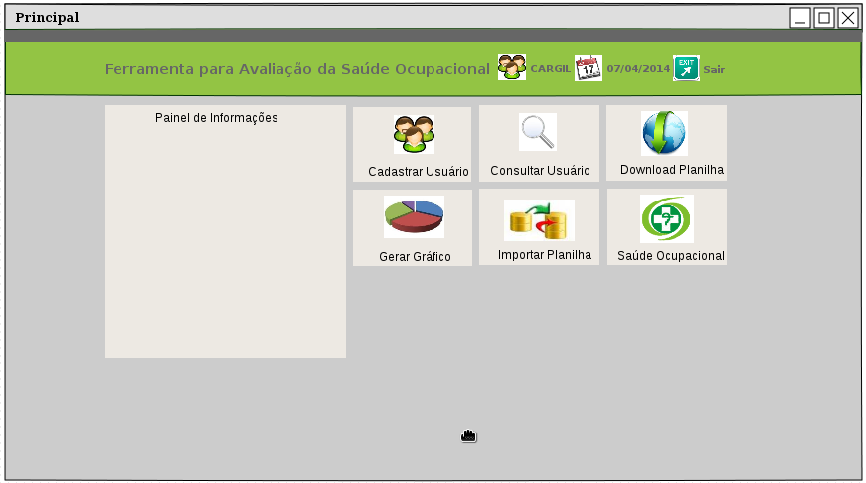 Principal
Ferramenta para Avaliação da Saúde Ocupacional CARGIL 17 07/04/2014 EXIT Sair
Painel de Informações
Cadastrar Usuário Consultar Usuário Download Planilha
Gerar Gráfico Importar Planilha Saúde Ocupacional